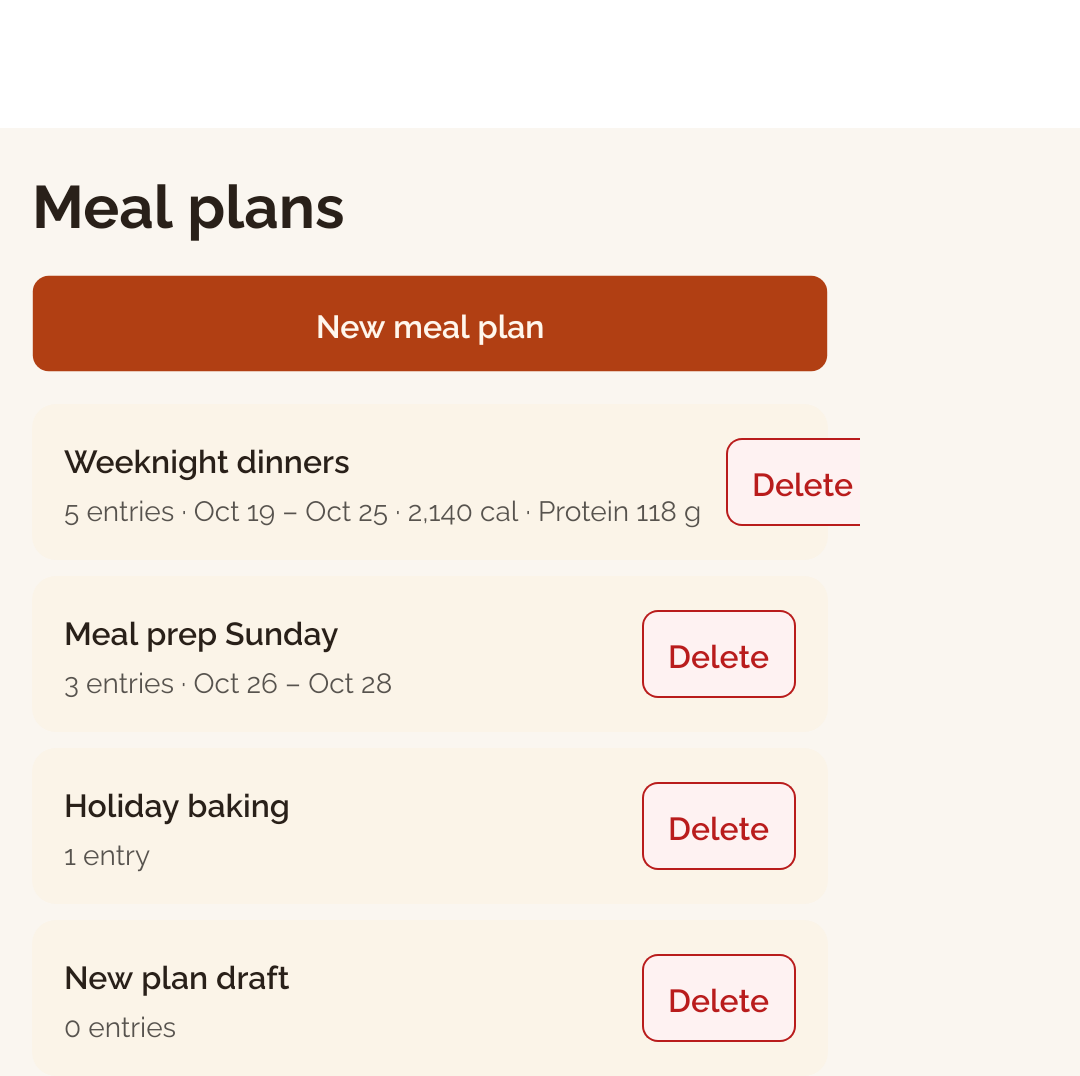 Meal plans
New meal plan
Weeknight dinners
5 entries · Oct 19 – Oct 25 · 2,140 cal · Protein 118 g
Delete
Meal prep Sunday
3 entries · Oct 26 – Oct 28
Delete
Holiday baking
1 entry
Delete
New plan draft
0 entries
Delete